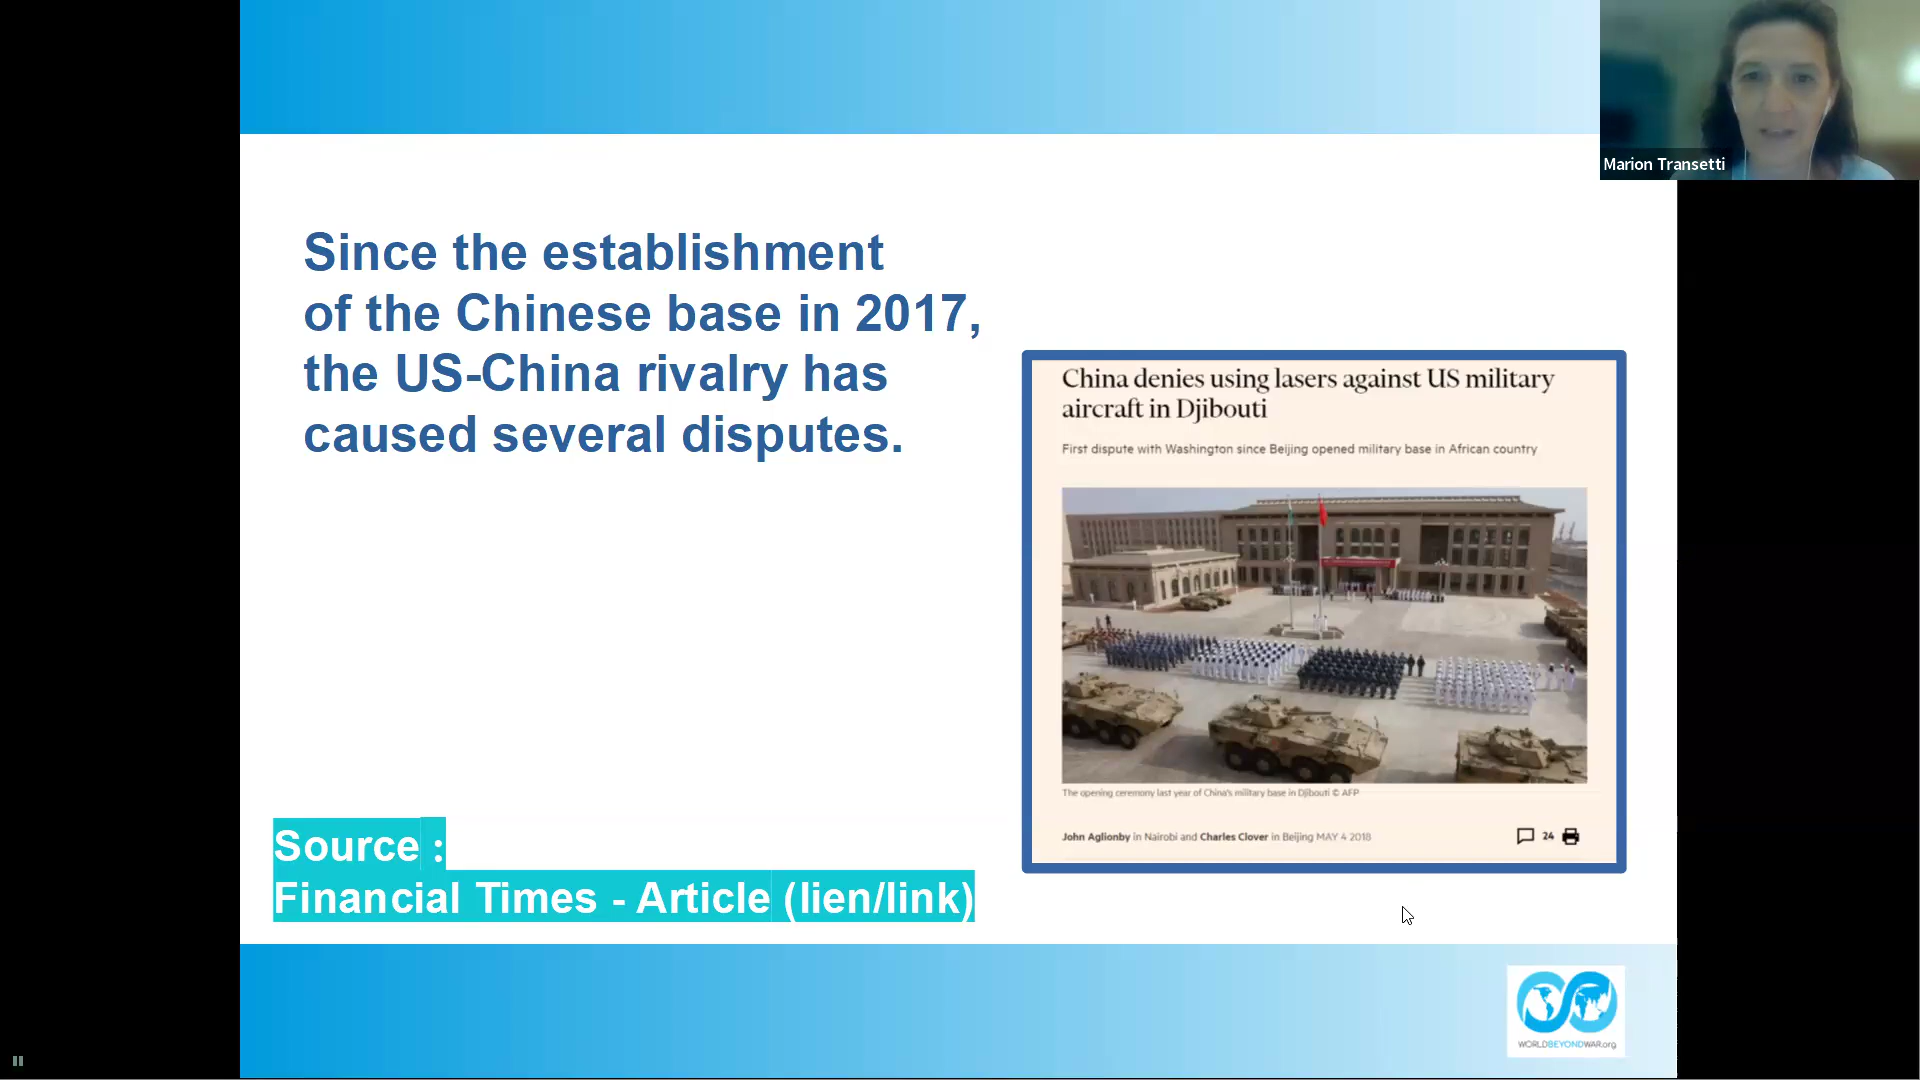 Marion Transetti
Since the establishment
of the Chinese base in 2017,
the US-China rivalry has
caused several disputes.
China denies using lasers against US military
aircraft in Djibouti
First dispute with Washington since Beijing opened military base in African country
The opening ceremony last year of China's military base in Djibouti © AFP
John Aglionby in Nairobi and Charles Clover in Beijing MAY 4 2018
24
Source :
Financial Times - Article (lien/link)
WORLDBEYONDWAR.org